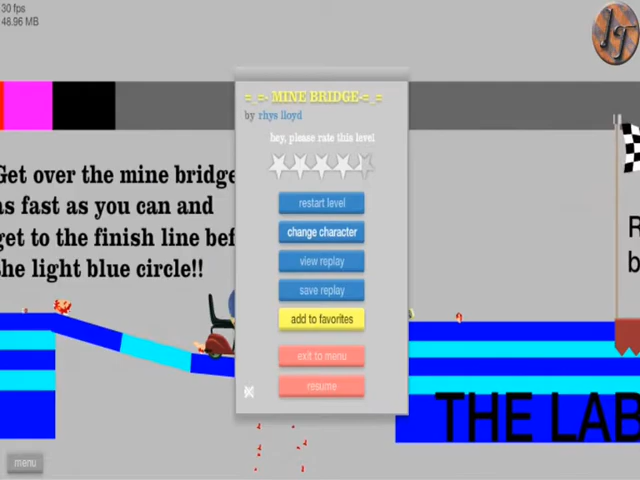 30 fps
48.96 MB
=_=- MINE BRIDGE-=_=
by rhys lloyd
hey, please rate this level
Get over the mine bridge
as fast as you can and
get to the finish line bef
the light blue circle!!
restart level
change character
view replay
save replay
add to favorites
exit to menu
resume
R
b
THE LAB
menu